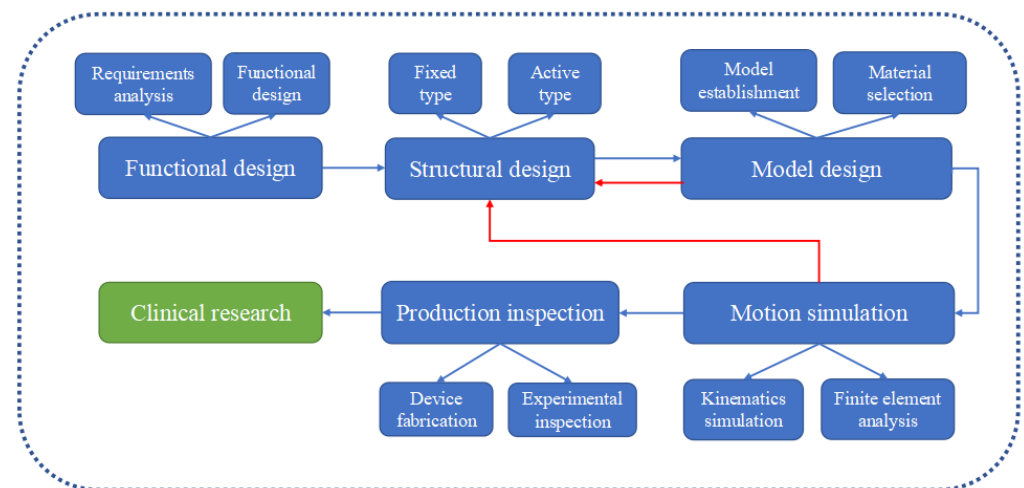 Requirements
analysis
Functional
design
Fixed
type
Active
type
Model
establishment
Material
selection
Functional design
Structural design
Model design
Clinical research
Production inspection
Motion simulation
Device
fabrication
Experimental
inspection
Kinematics
simulation
Finite element
analysis